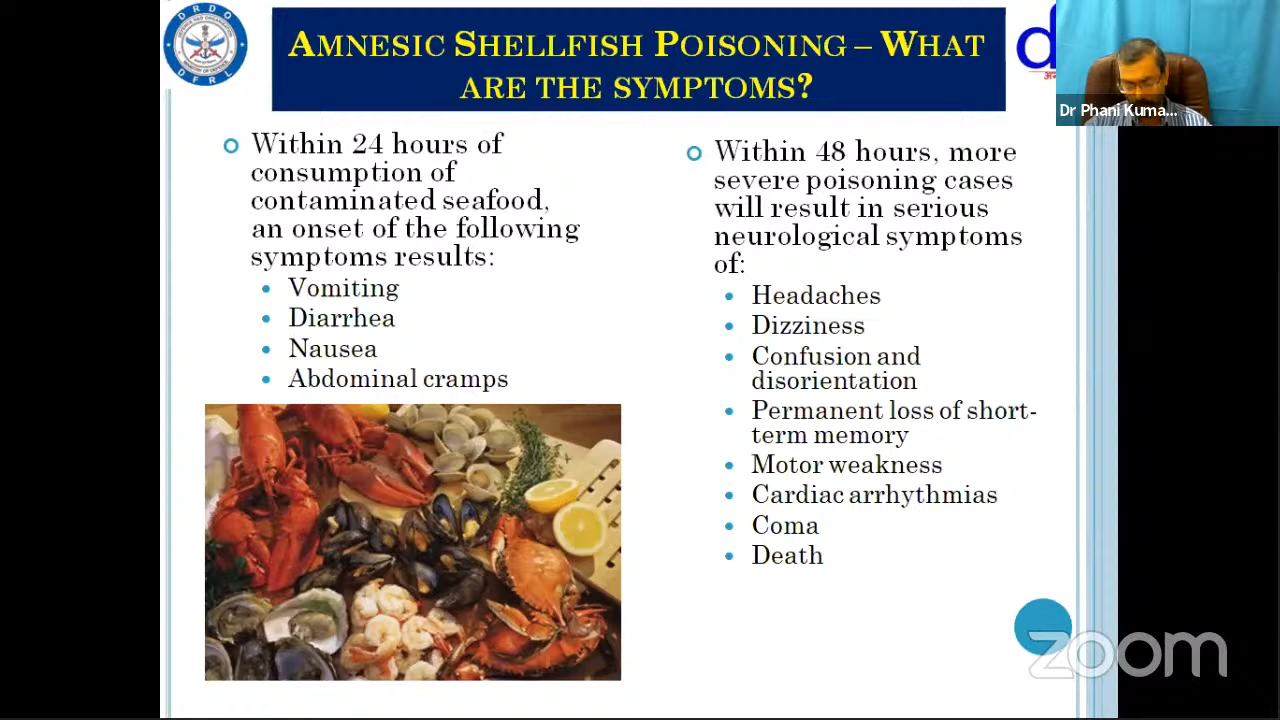 DRDO
DFRL
AMNESIC SHELLFISH POISONING – WHAT
ARE THE SYMPTOMS?
Dr Phani Kuma...
Within 24 hours of
consumption of
contaminated seafood,
an onset of the following
symptoms results:
Vomiting
Diarrhea
Nausea
Abdominal cramps
Within 48 hours, more
severe poisoning cases
will result in serious
neurological symptoms
of:
Headaches
Dizziness
Confusion and
disorientation
Permanent loss of short-
term memory
Motor weakness
Cardiac arrhythmias
Coma
Death
zoom